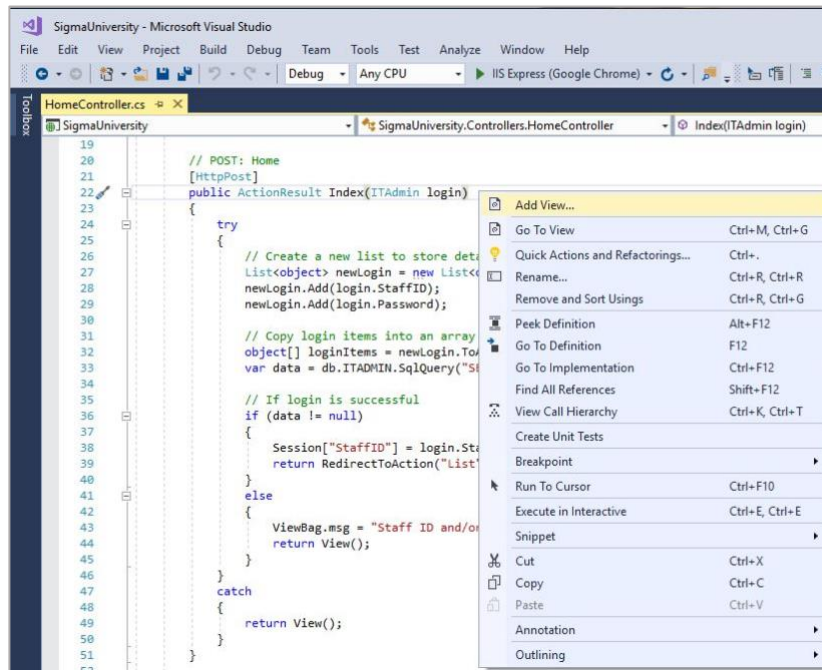 SigmaUniversity - Microsoft Visual Studio
File Edit View Project Build Debug Team Tools Test Analyze Window Help
Debug Any CPU IIS Express (Google Chrome)
Toolbox
HomeController.cs
SigmaUniversity SigmaUniversity.Controllers.HomeController Index(ITAdmin login)
19
20 // POST: Home
21 [HttpPost]
22 public ActionResult Index(ITAdmin login)
23 {
24 try
25 {
26 // Create a new list to store deta
27 List<object> newLogin = new List<o
28 newLogin.Add(login.StaffID);
29 newLogin.Add(login.Password);
30
31 // Copy login items into an array
32 object[] loginItems = newLogin.ToA
33 var data = db.ITADMIN.SqlQuery("SE
34
35 // If login is successful
36 if (data != null)
37 {
38 Session["StaffID"] = login.Sta
39 return RedirectToAction("List"
40 }
41 else
42 {
43 ViewBag.msg = "Staff ID and/or
44 return View();
45 }
46 }
47 catch
48 {
49 return View();
50 }
51 }
Add View...
Go To View Ctrl+M, Ctrl+G
Quick Actions and Refactorings... Ctrl+.
Rename... Ctrl+R, Ctrl+R
Remove and Sort Usings Ctrl+R, Ctrl+G
Peek Definition Alt+F12
Go To Definition F12
Go To Implementation Ctrl+F12
Find All References Shift+F12
View Call Hierarchy Ctrl+K, Ctrl+T
Create Unit Tests
Breakpoint
Run To Cursor Ctrl+F10
Execute in Interactive Ctrl+E, Ctrl+E
Snippet
Cut Ctrl+X
Copy Ctrl+C
Paste Ctrl+V
Annotation
Outlining